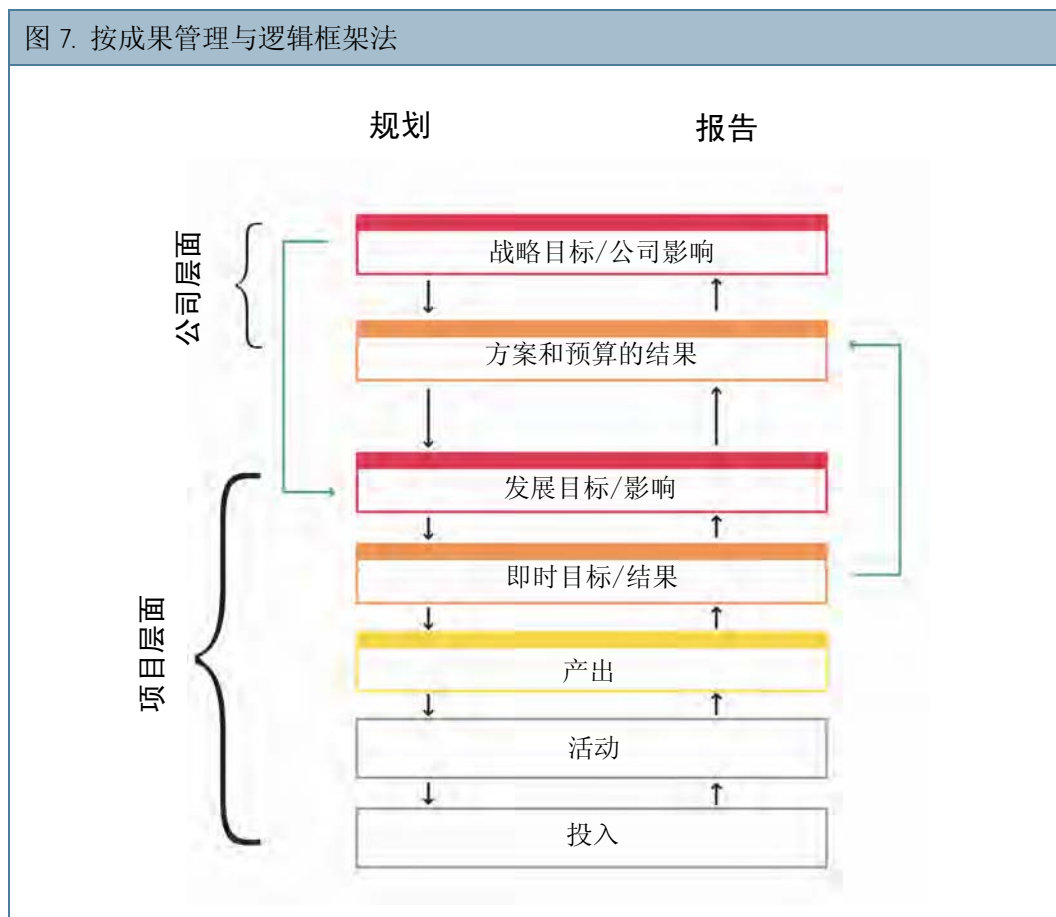 图 7. 按成果管理与逻辑框架法
规划 报告
公司层面
战略目标/公司影响
方案和预算的结果
项目层面
发展目标/影响
即时目标/结果
产出
活动
投入